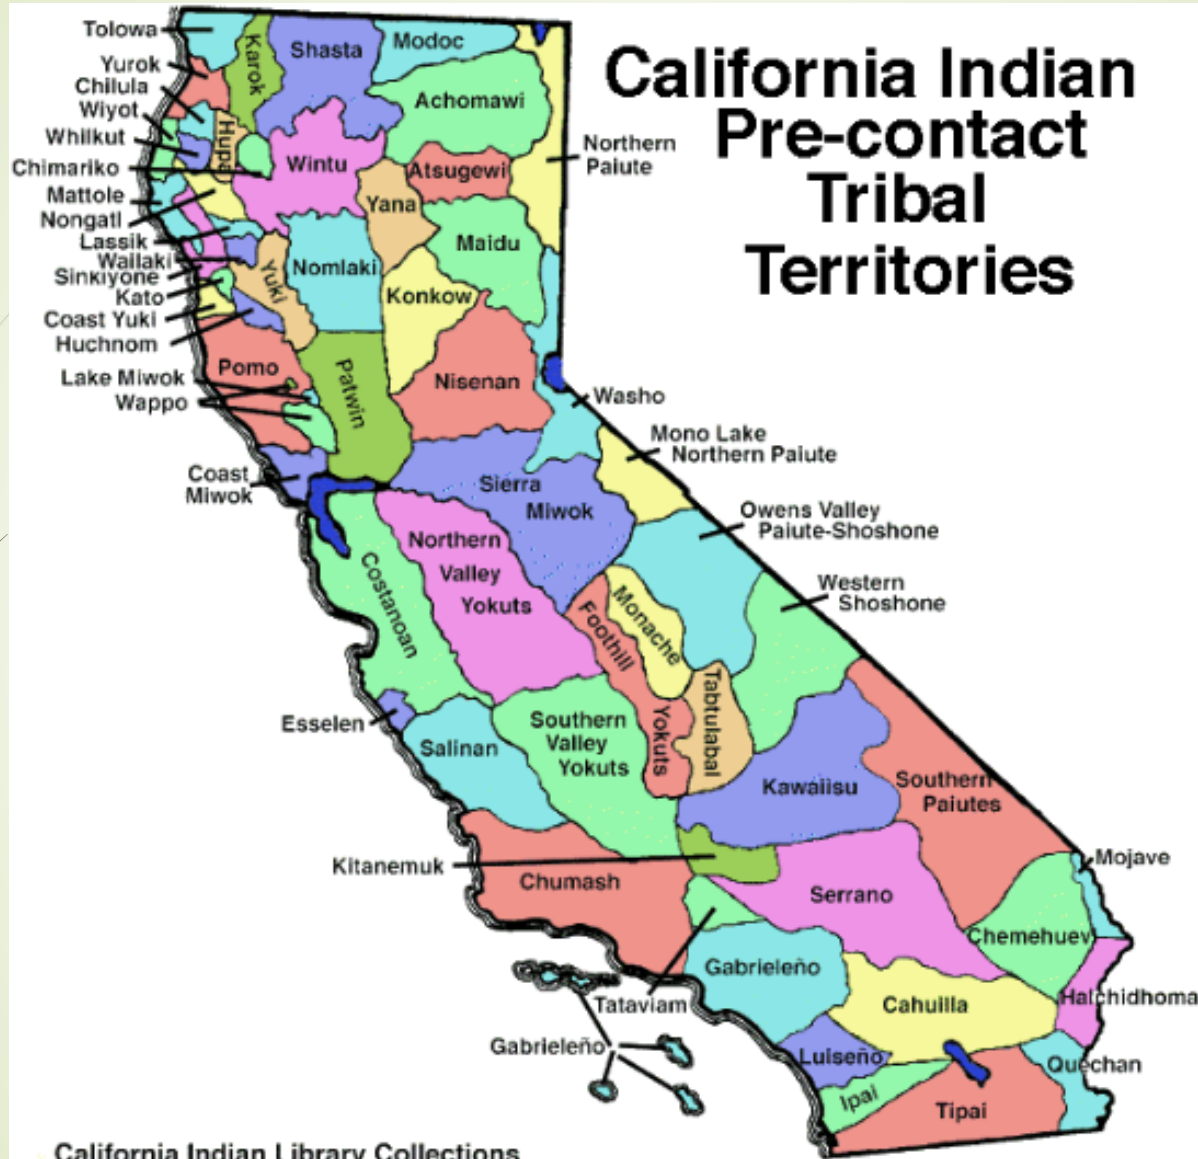 California Indian
Pre-contact
Tribal
Territories
Tolowa
Yurok
Chilula
Wiyot
Whilkut
Chimariko
Mattole
Nongatl
Lassik
Wailaki
Sinkiyone
Kato
Coast Yuki
Huchnom
Lake Miwok
Wappo
Coast
Miwok
Karok
Shasta
Modoc
Achomawi
Hupa
Wintu
Atsugewi
Yana
Maidu
Northern
Paiute
Yuki
Nomlaki
Konkow
Pomo
Patwin
Nisenan
Washo
Mono Lake
Northern Paiute
Sierra
Miwok
Owens Valley
Paiute-Shoshone
Northern
Valley
Yokuts
Costanoan
Western
Shoshone
Monache
Foothill
Yokuts
Tabtulabal
Esselen
Salinan
Southern
Valley
Yokuts
Kawaiisu
Southern
Paiutes
Kitanemuk
Chumash
Serrano
Mojave
Chemehuev
Tataviam
Gabrieleño
Gabrieleño
Cahuilla
Halchidhoma
Luiseño
Quechan
Ipai
Tipai
California Indian Library Collections